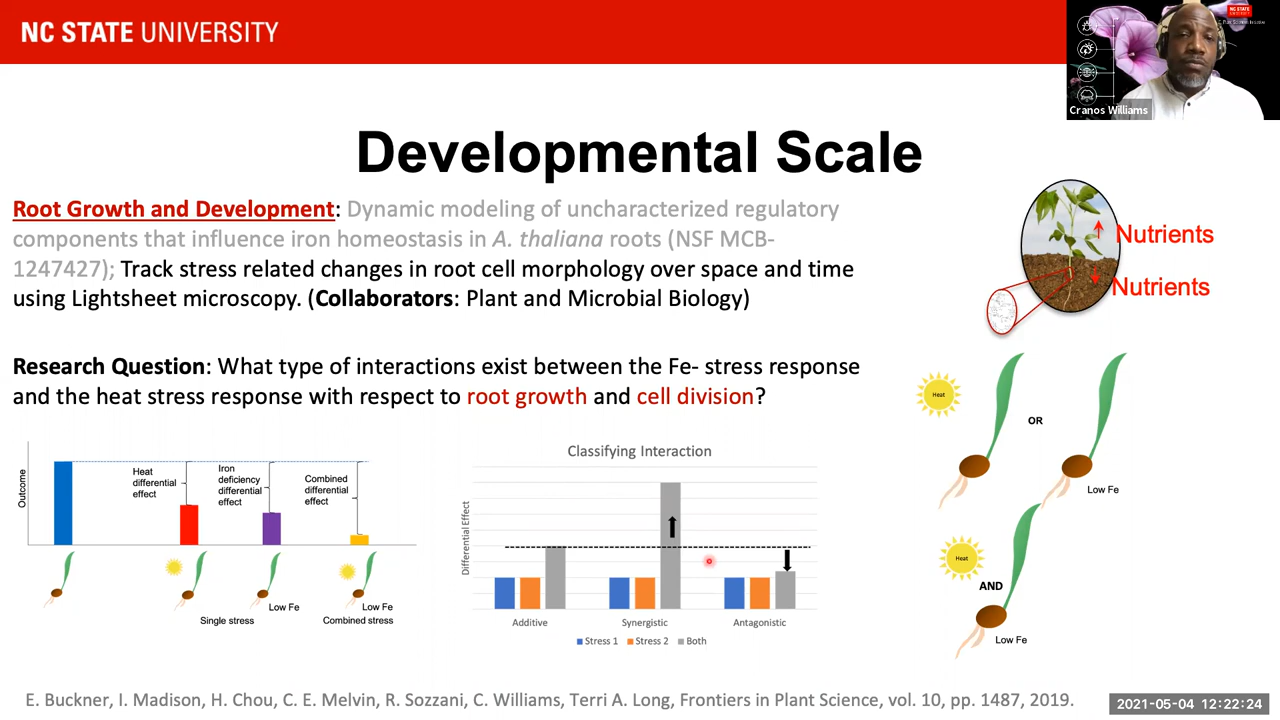 NC STATE UNIVERSITY
NC STATE
UNIVERSITY
Cranos Williams
Developmental Scale
Root Growth and Development: Dynamic modeling of uncharacterized regulatory
components that influence iron homeostasis in A. thaliana roots (NSF MCB-
1247427); Track stress related changes in root cell morphology over space and time
using Lightsheet microscopy. (Collaborators: Plant and Microbial Biology)
Nutrients
Nutrients
Research Question: What type of interactions exist between the Fe- stress response
and the heat stress response with respect to root growth and cell division?
Outcome
Heat
differential
effect
Iron
deficiency
differential
effect
Combined
differential
effect
Low Fe
Low Fe
Single stress
Combined stress
Classifying Interaction
Differential Effect
Additive
Synergistic
Antagonistic
Stress 1
Stress 2
Both
Heat
OR
Low Fe
Heat
AND
Low Fe
E. Buckner, I. Madison, H. Chou, C. E. Melvin, R. Sozzani, C. Williams, Terri A. Long, Frontiers in Plant Science, vol. 10, pp. 1487, 2019.
2021-05-04 12:22:24